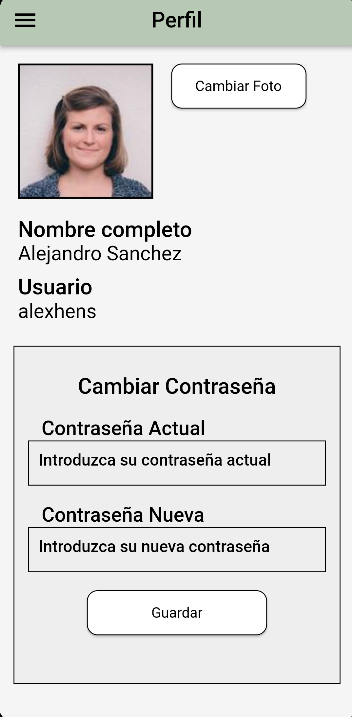 Perfil
Cambiar Foto
Nombre completo
Alejandro Sanchez
Usuario
alexhens
Cambiar Contraseña
Contraseña Actual
Introduzca su contraseña actual
Contraseña Nueva
Introduzca su nueva contraseña
Guardar